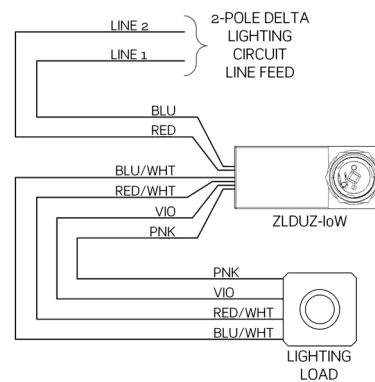 LINE 2
LINE 1
2-POLE DELTA
LIGHTING
CIRCUIT
LINE FEED
BLU
RED
BLU/WHT
RED/WHT
VIO
PNK
ZLDUZ-IoW
PNK
VIO
RED/WHT
BLU/WHT
LIGHTING
LOAD